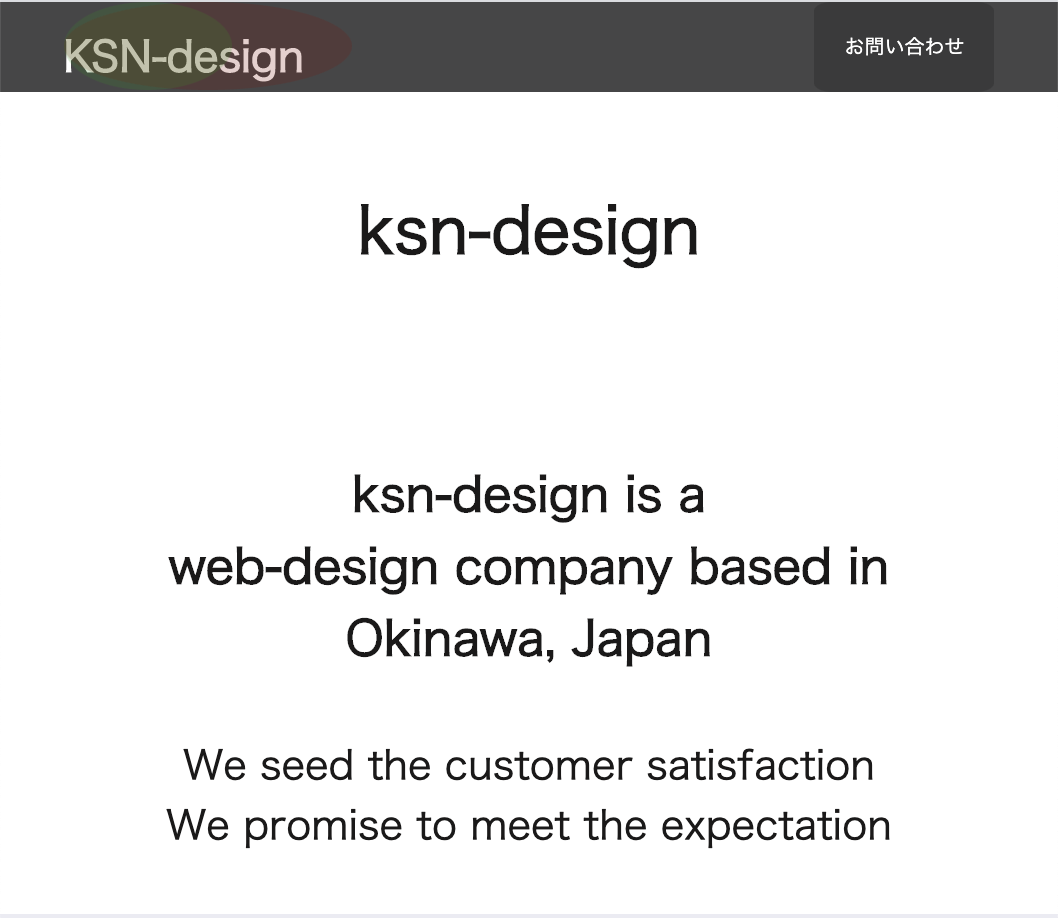 KSN-design
お問い合わせ
ksn-design
ksn-design is a
web-design company based in
Okinawa, Japan
We seed the customer satisfaction
We promise to meet the expectation